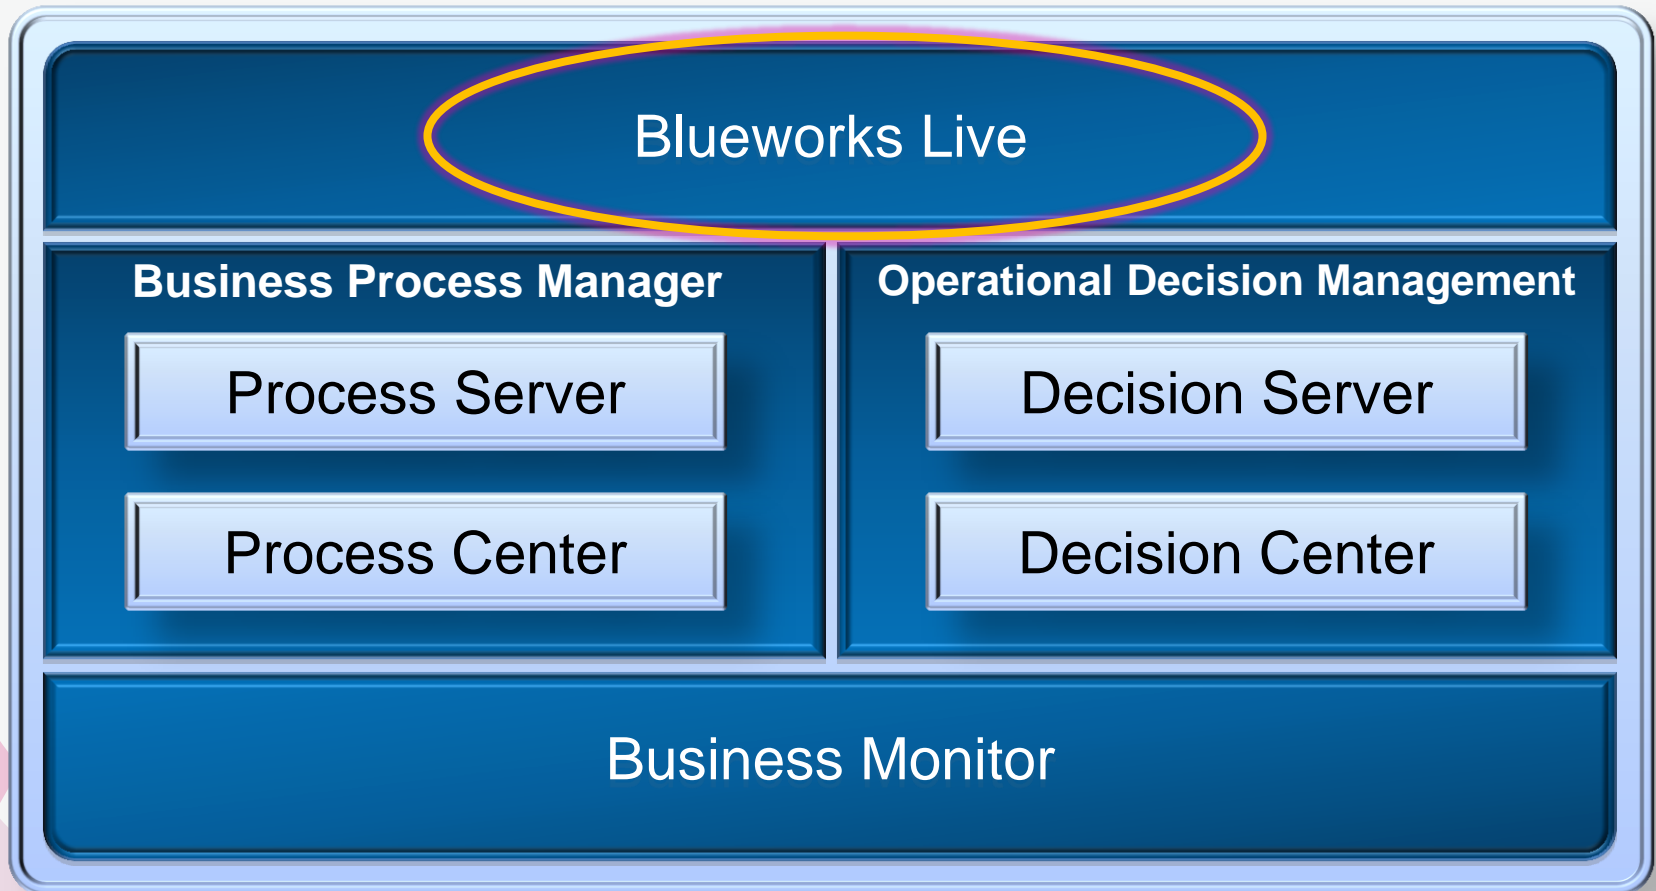 Blueworks Live
Business Process Manager
Process Server
Process Center
Operational Decision Management
Decision Server
Decision Center
Business Monitor